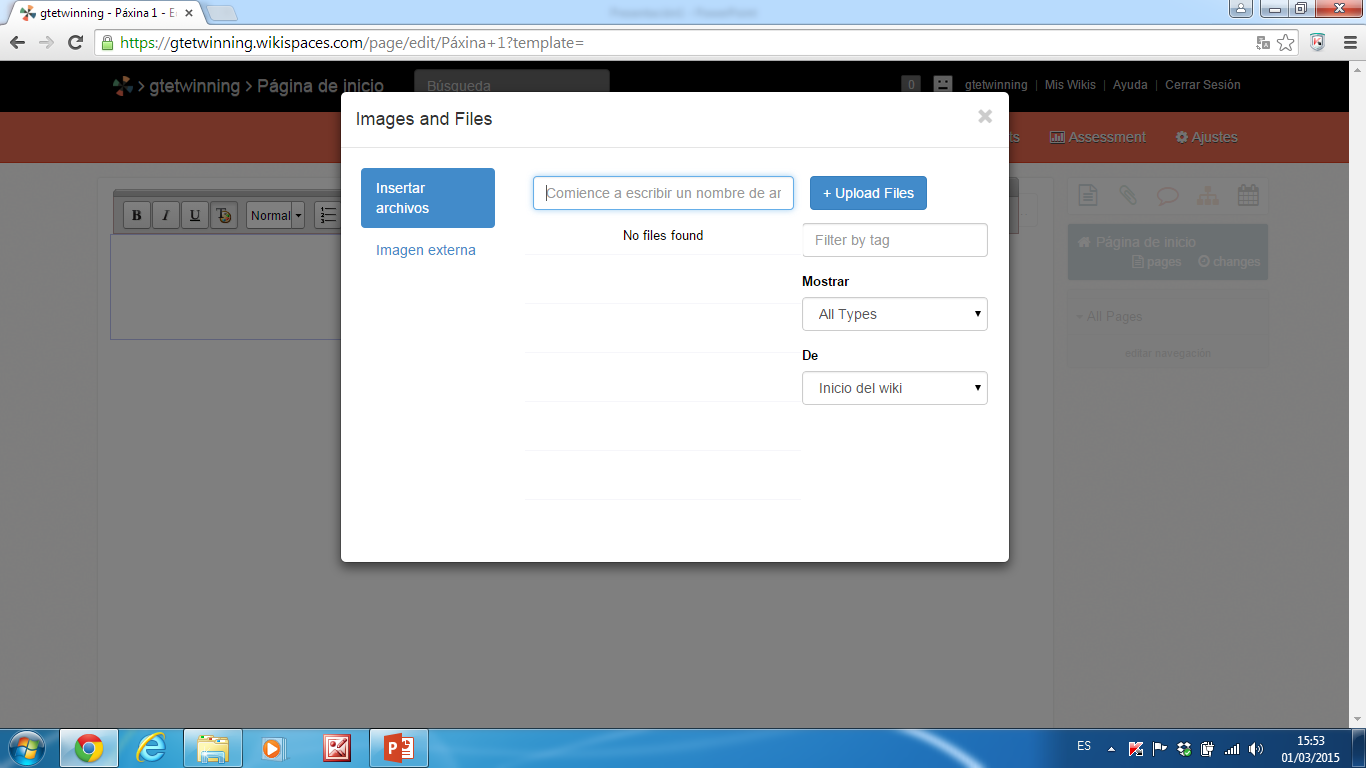 gtetwinning - Páxina 1 - E
Presentación1 - PowerPoint
https://gtetwinning.wikispaces.com/page/edit/Páxina+1?template=
> gtetwinning > Página de inicio
Búsqueda
0 gtetwinning | Mis Wikis | Ayuda | Cerrar Sesión
Assessment Ajustes
Images and Files
Insertar archivos
Imagen externa
Comience a escribir un nombre de ar
+ Upload Files
No files found
Filter by tag
Mostrar
All Types
De
Inicio del wiki
B I U Normal
Página de inicio
pages changes
All Pages
editar navegación
ES
15:53
01/03/2015